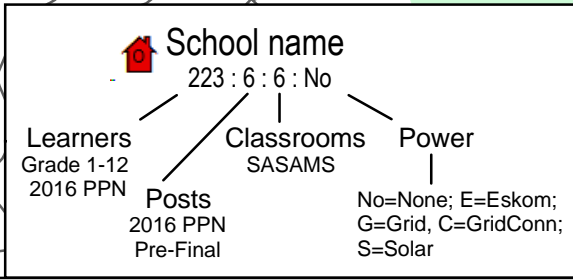 O School name
223 : 6 : 6 : No
Learners
Grade 1-12
2016 PPN
Posts
2016 PPN
Pre-Final
Classrooms
SASAMS
Power
No=None; E=Eskom;
G=Grid, C=GridConn;
S=Solar